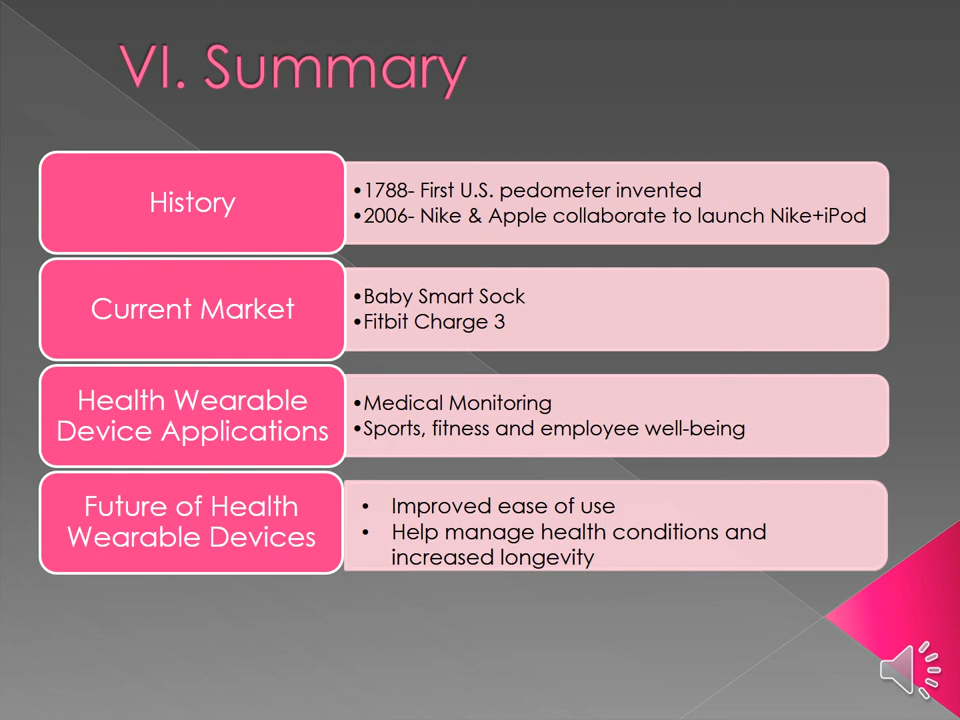 VI. Summary
History
•1788- First U.S. pedometer invented
•2006- Nike & Apple collaborate to launch Nike+iPod
Current Market
•Baby Smart Sock
•Fitbit Charge 3
Health Wearable
Device Applications
•Medical Monitoring
•Sports, fitness and employee well-being
Future of Health
Wearable Devices
• Improved ease of use
• Help manage health conditions and
increased longevity